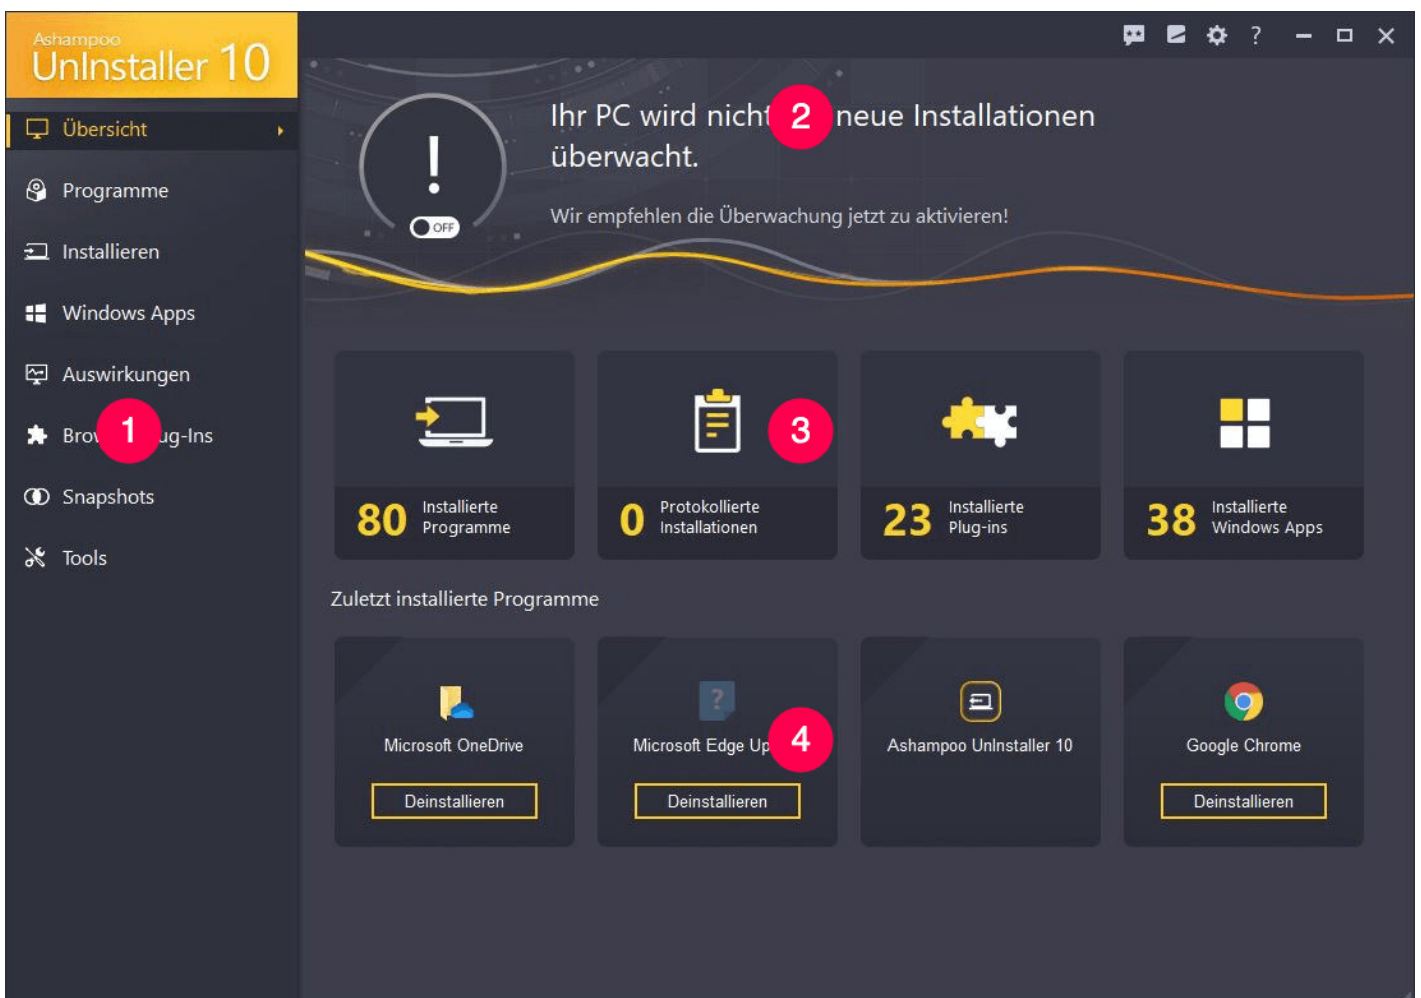 Ashampoo
UnInstaller 10
Übersicht
Programme
Installieren
Windows Apps
Auswirkungen
1
ug-Ins
Snapshots
Tools
?
Ihr PC wird nicht 2 neue Installationen
überwacht.
!
OFF
Wir empfehlen die Überwachung jetzt zu aktivieren!
3
80 Installierte
Programme
0 Protokollierte
Installationen
23 Installierte
Plug-ins
38 Installierte
Windows Apps
Zuletzt installierte Programme
?
4
Microsoft OneDrive
Microsoft Edge Up
Ashampoo UnInstaller 10
Google Chrome
Deinstallieren
Deinstallieren
Deinstallieren